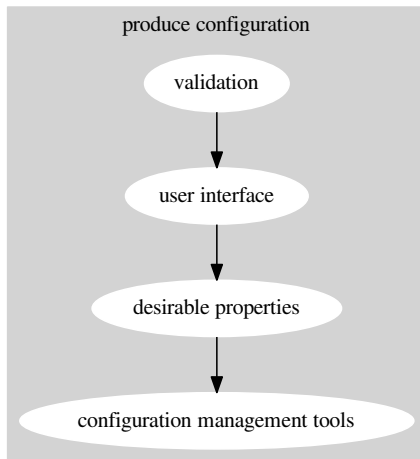 produce configuration
validation
user interface
desirable properties
configuration management tools